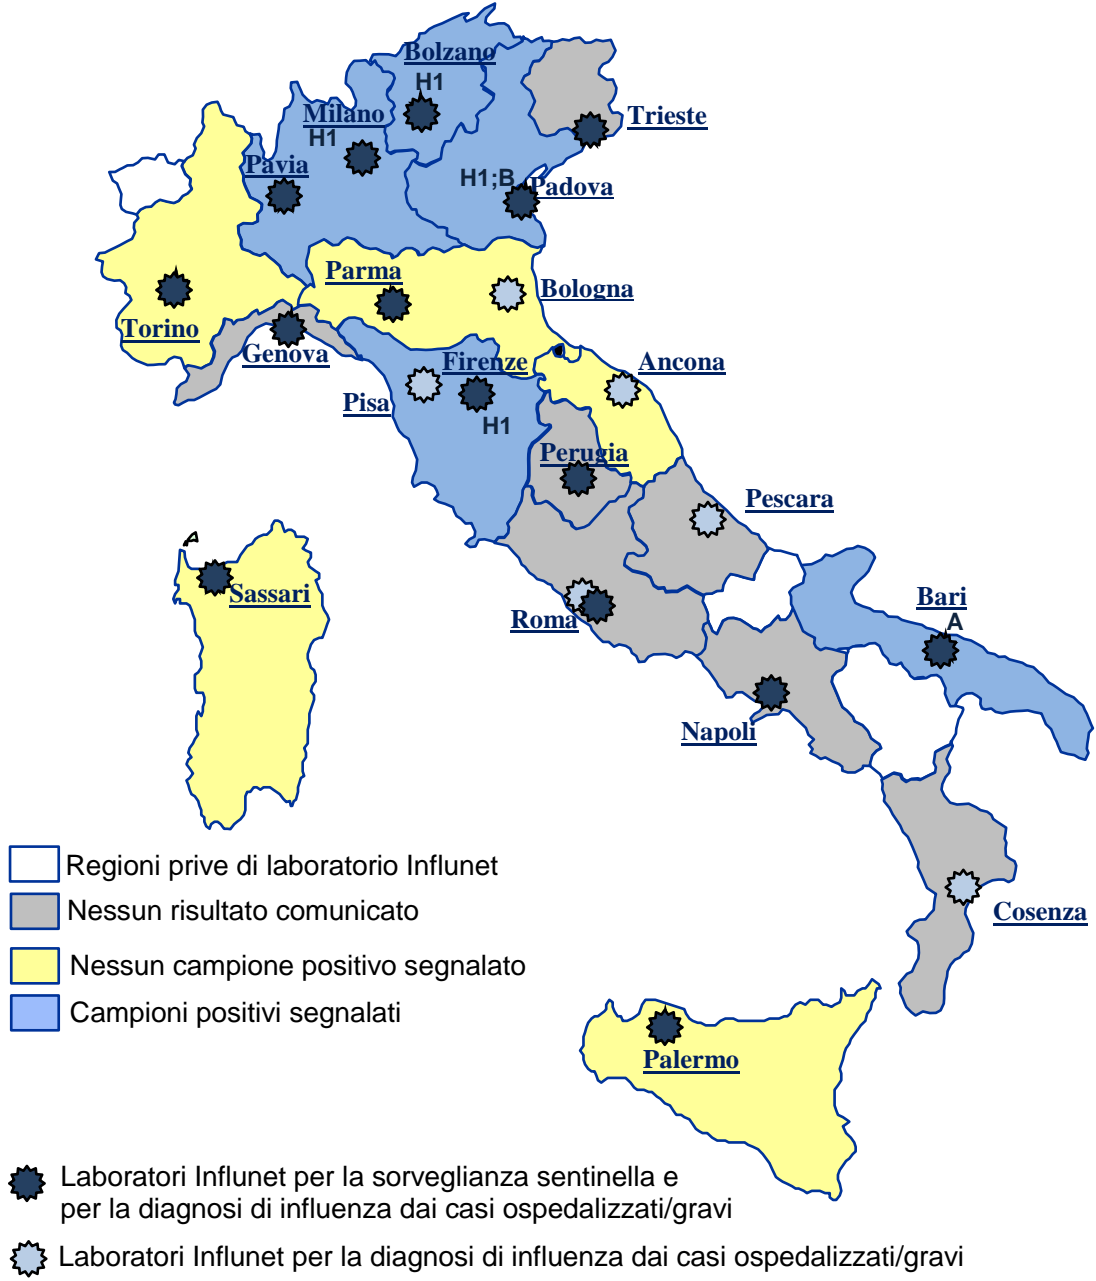 Bolzano
H1
Milano
H1
Trieste
Pavia
H1;B
Padova
Parma
Bologna
Torino
Genova
Firenze
Ancona
Pisa
H1
Perugia
Pescara
Sassari
Roma
Bari
A
Napoli
Regioni prive di laboratorio Influnet
Nessun risultato comunicato
Cosenza
Nessun campione positivo segnalato
Campioni positivi segnalati
Palermo
Laboratori Influnet per la sorveglianza sentinella e
per la diagnosi di influenza dai casi ospedalizzati/gravi
Laboratori Influnet per la diagnosi di influenza dai casi ospedalizzati/gravi